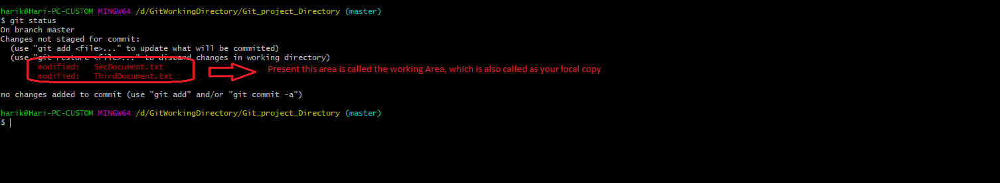 harik@Hari-PC-CUSTOM MINGW64 /d/GitWorkingDirectory/Git_project_Directory (master)
$ git status
On branch master
Changes not staged for commit:
  (use "git add <file>..." to update what will be committed)
  (use "git restore <file>..." to discard changes in working directory)
        modified:   SecDocument.txt
        modified:   ThirdDocument.txt
Present this area is called the working Area, which is also called as your local copy
no changes added to commit (use "git add" and/or "git commit -a")
harik@Hari-PC-CUSTOM MINGW64 /d/GitWorkingDirectory/Git_project_Directory (master)
$